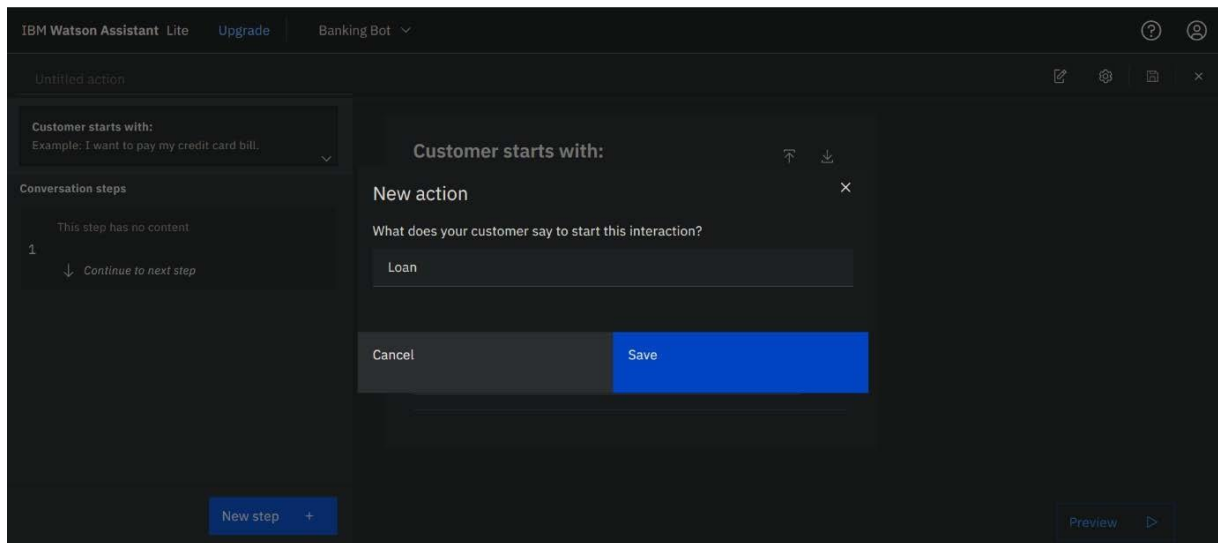 IBM Watson Assistant Lite Upgrade Banking Bot
Untitled action
Customer starts with:
Example: I want to pay my credit card bill.
Conversation steps
This step has no content
1
Continue to next step
New step +
Customer starts with:
New action
What does your customer say to start this interaction?
Loan
Cancel Save
Preview